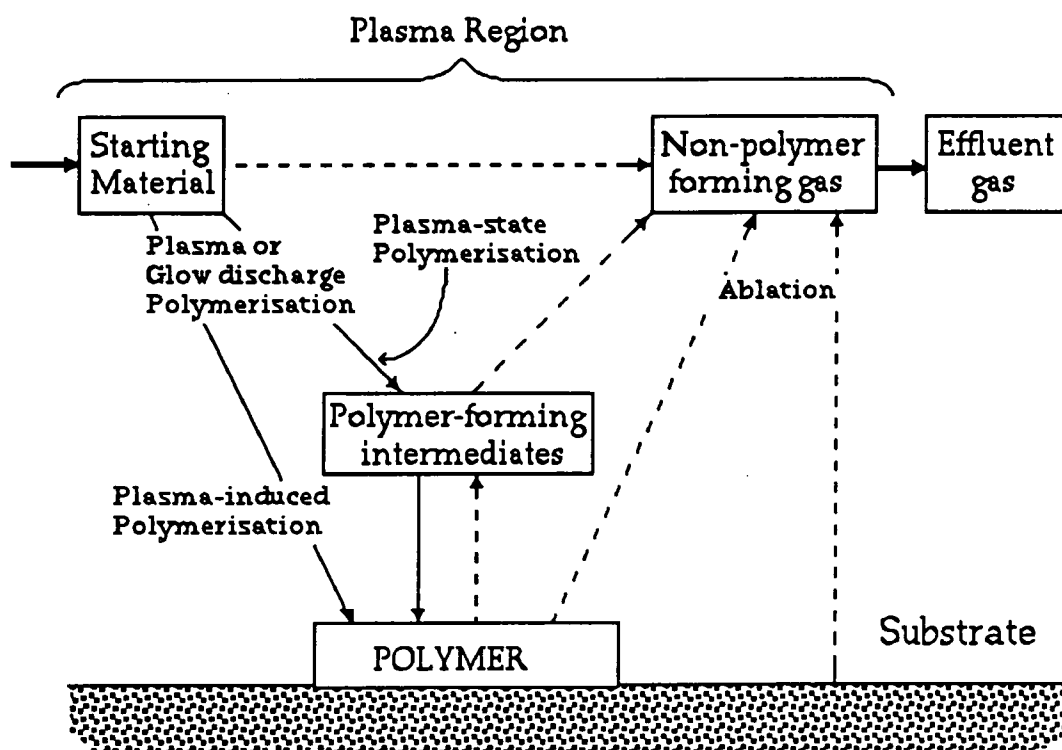 Plasma Region
Starting
Material
Non-polymer
forming gas
Effluent
gas
Plasma or
Glow discharge
Polymerisation
Plasma-state
Polymerisation
Ablation
Polymer-forming
intermediates
Plasma-induced
Polymerisation
POLYMER
Substrate